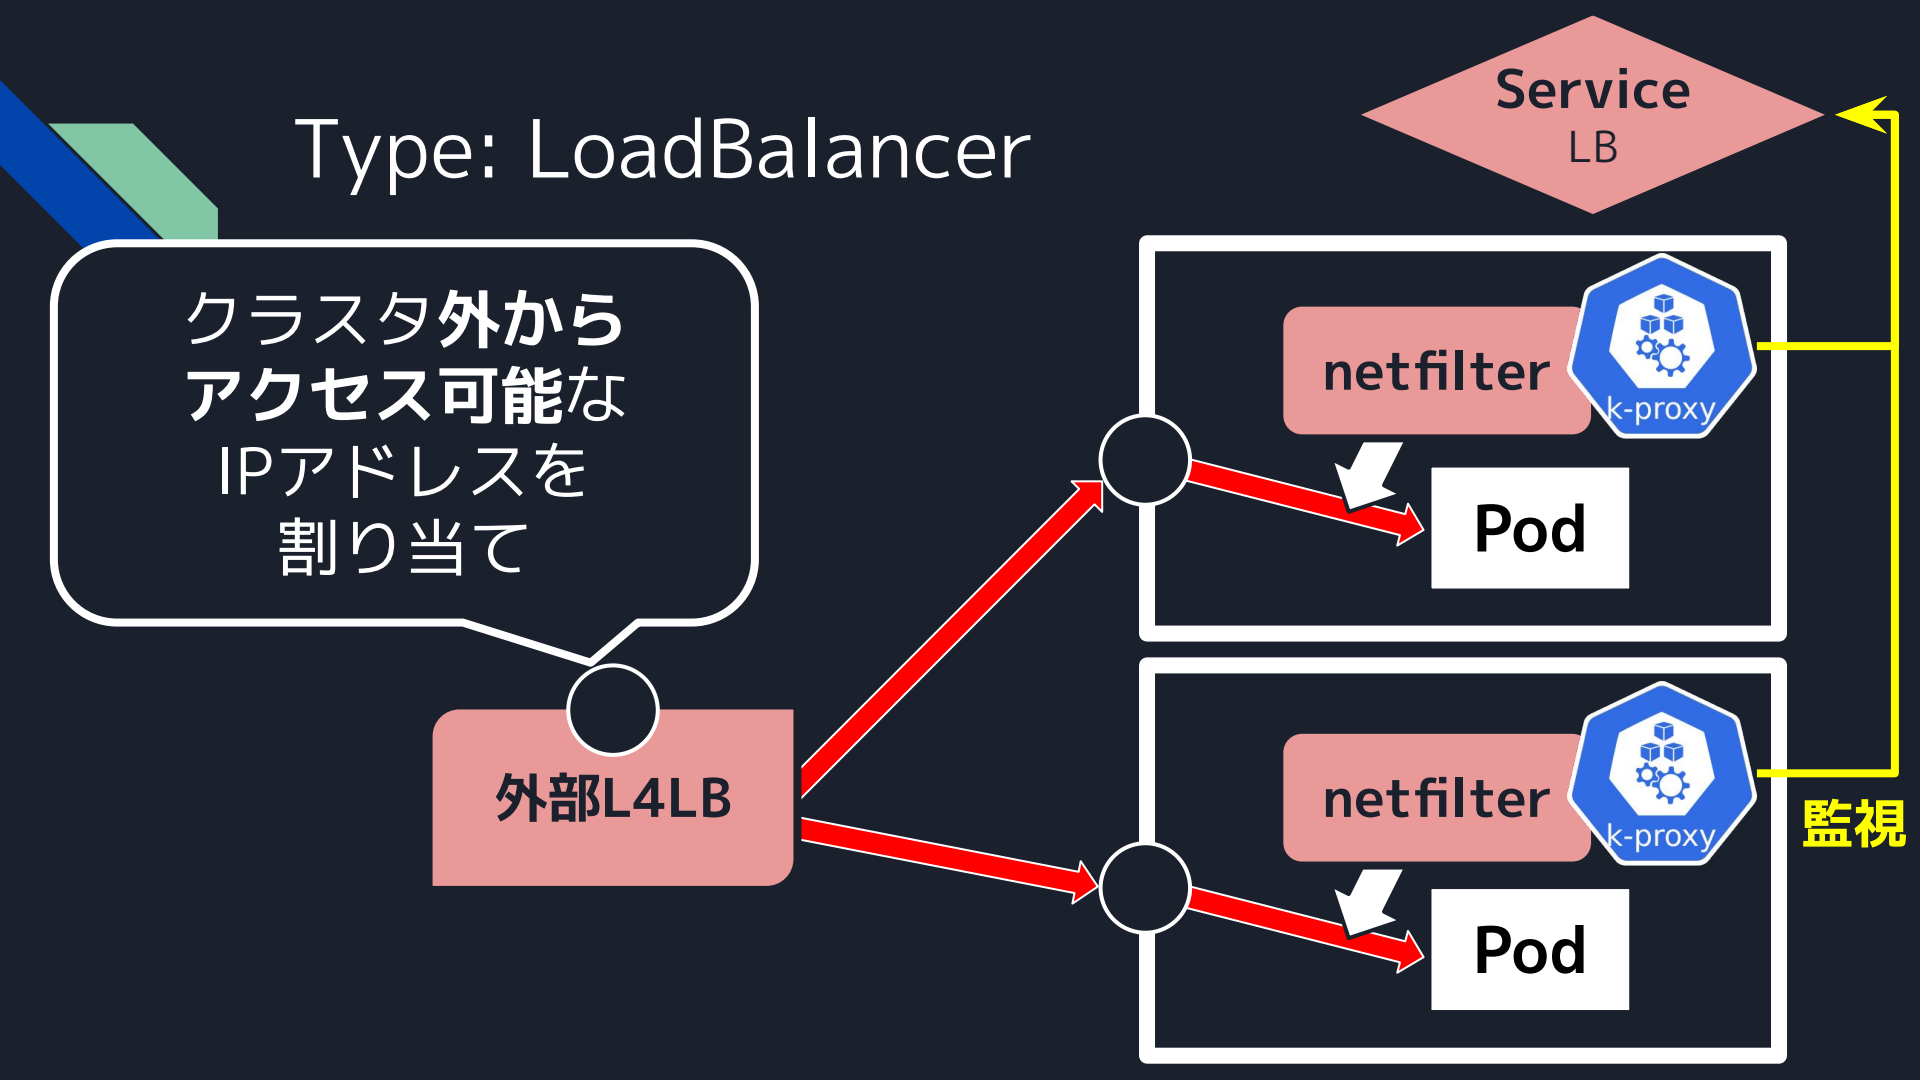 Type: LoadBalancer
Service
LB
クラスタ外から
アクセス可能な
IPアドレスを
割り当て
外部L4LB
netfilter
k-proxy
Pod
netfilter
k-proxy
Pod
監視